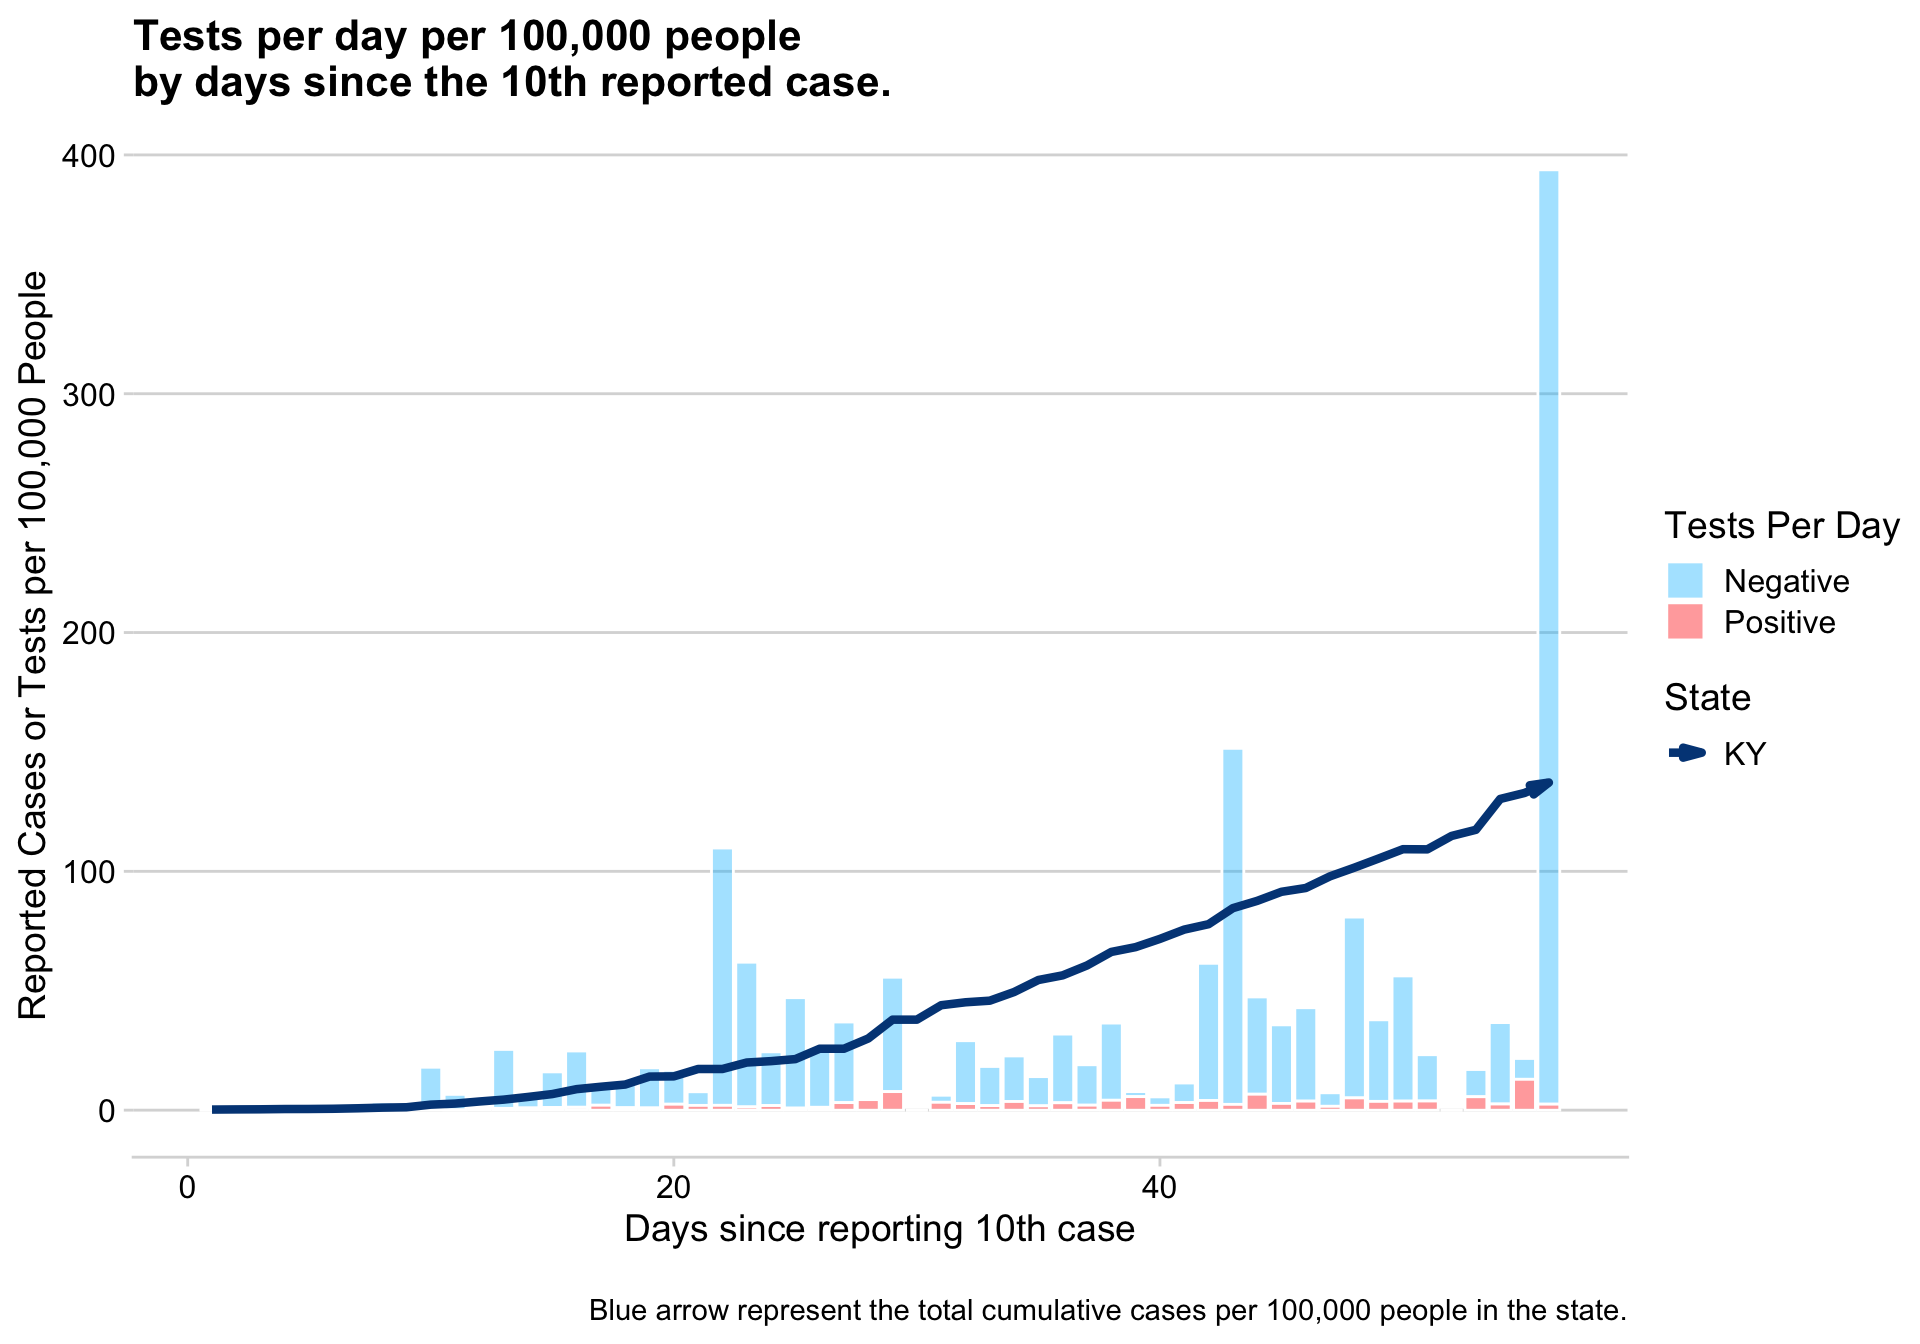 Tests per day per 100,000 people
by days since the 10th reported case.
Reported Cases or Tests per 100,000 People
400
300
200
100
0
0
20
40
Days since reporting 10th case
Tests Per Day
Negative
Positive
State
KY
Blue arrow represent the total cumulative cases per 100,000 people in the state.